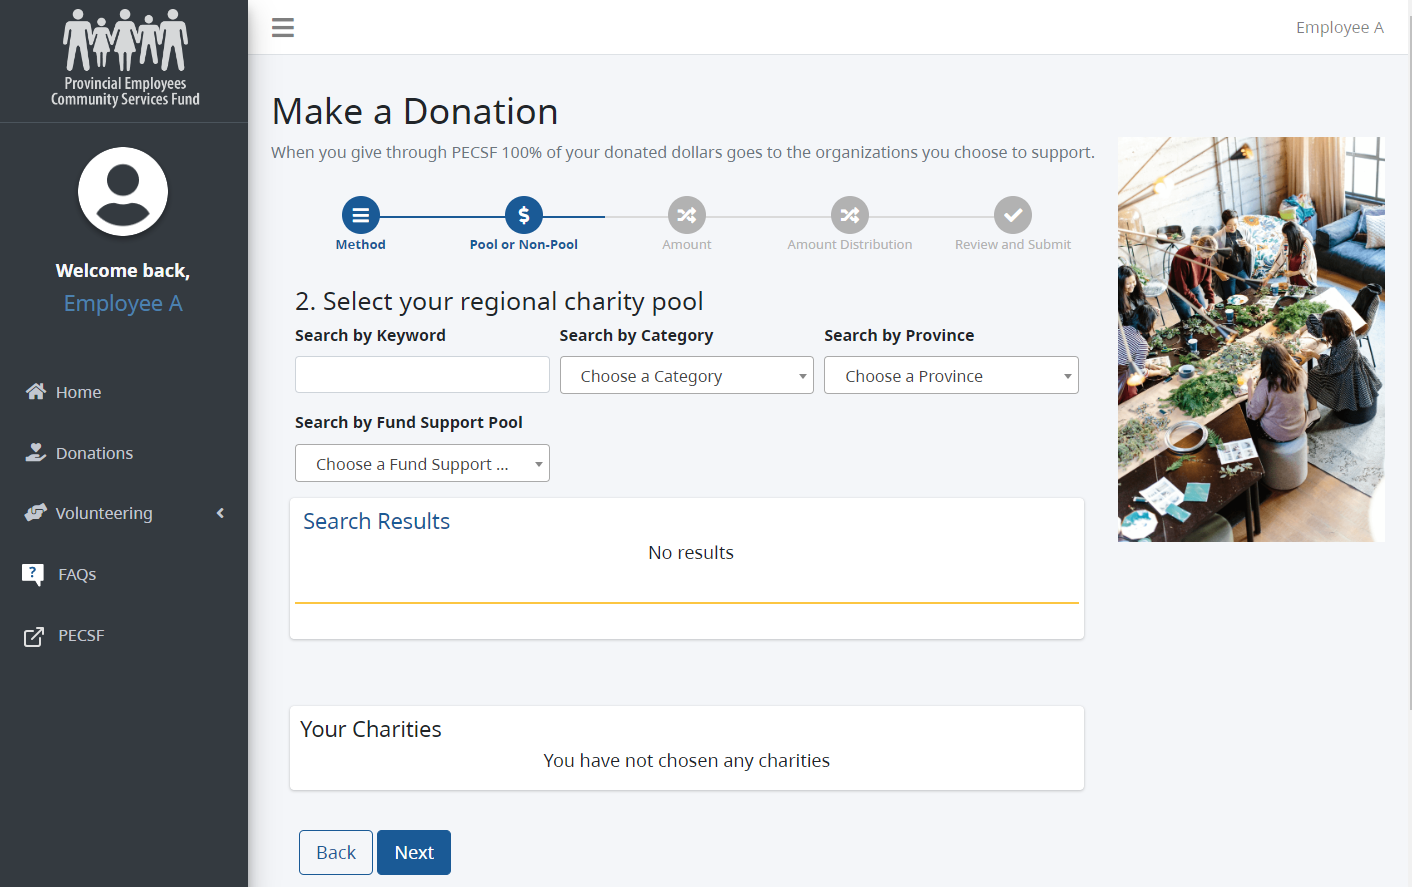 Provincial Employees
Community Services Fund
Welcome back,
Employee A
Home
Donations
Volunteering
FAQs
PECSF
Employee A
Make a Donation
When you give through PECSF 100% of your donated dollars goes to the organizations you choose to support.
Method
Pool or Non-Pool
Amount
Amount Distribution
Review and Submit
2. Select your regional charity pool
Search by Keyword
Search by Category
Search by Province
Choose a Category
Choose a Province
Search by Fund Support Pool
Choose a Fund Support ...
Search Results
No results
Your Charities
You have not chosen any charities
Back
Next